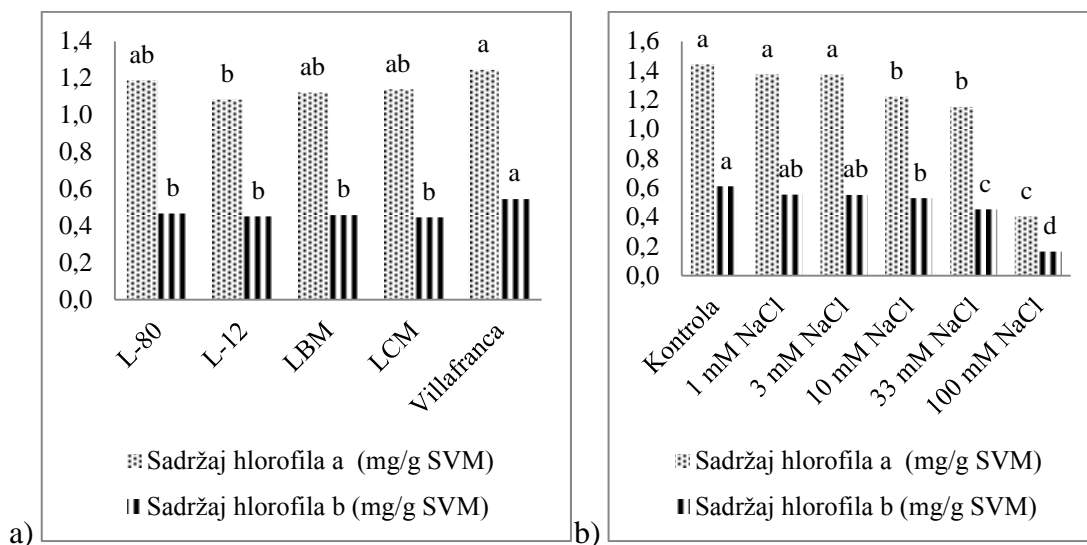 1,4
1,2
1,0
0,8
0,6
0,4
0,2
0,0
ab
b
ab
ab
a
b
b
b
b
a
L-80
L-12
LBM
LCM
Villafranca
Sadržaj hlorofila a (mg/g SVM)
Sadržaj hlorofila b (mg/g SVM)
a)
1,6
1,4
1,2
1,0
0,8
0,6
0,4
0,2
0,0
a
a
a
b
b
c
a
ab
ab
b
c
d
Kontrola
1 mM NaCl
3 mM NaCl
10 mM NaCl
33 mM NaCl
100 mM NaCl
Sadržaj hlorofila a (mg/g SVM)
Sadržaj hlorofila b (mg/g SVM)
b)